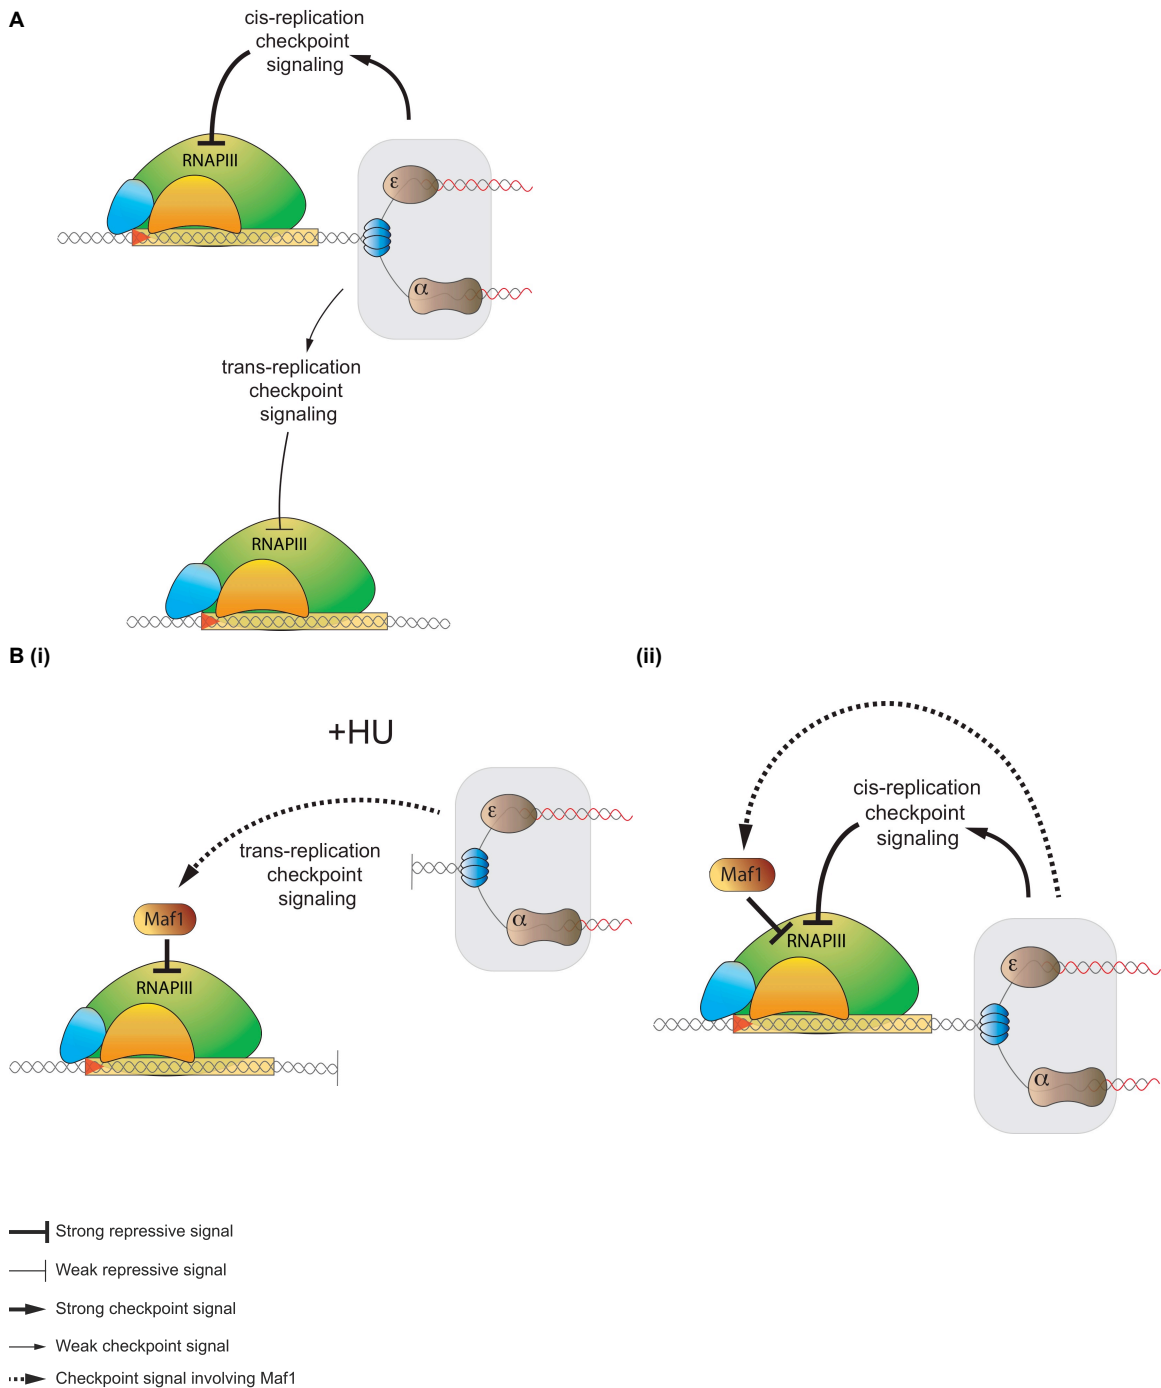 A
cis-replication
checkpoint
signaling
RNAPIII
ε
α
trans-replication
checkpoint
signaling
RNAPIII
B (i)
+HU
ε
trans-replication
checkpoint
signaling
Maf1
α
RNAPIII
(ii)
cis-replication
checkpoint
signaling
Maf1
RNAPIII
ε
α
Strong repressive signal
Weak repressive signal
Strong checkpoint signal
Weak checkpoint signal
Checkpoint signal involving Maf1